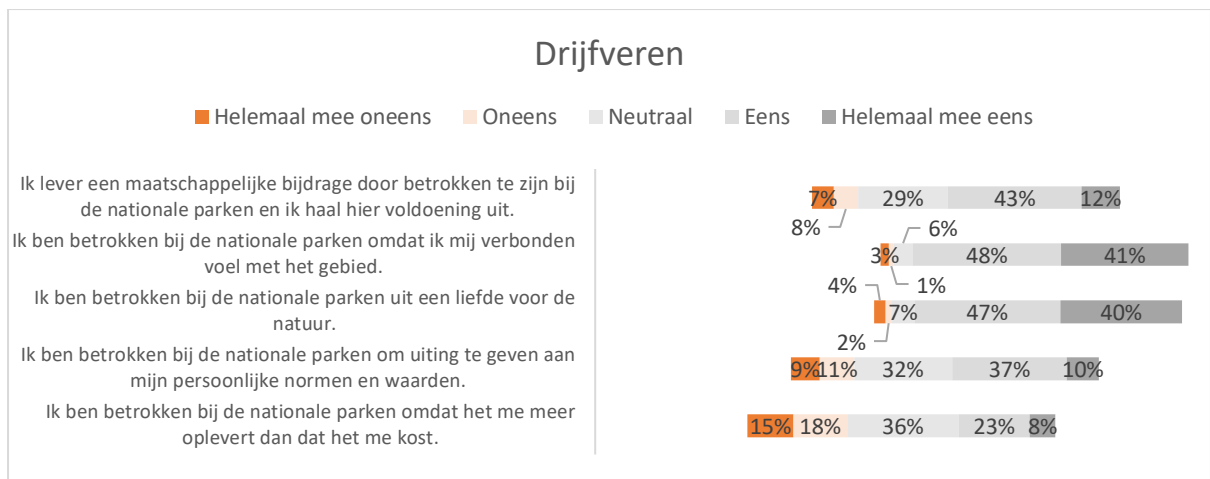 Drijfveren
Helemaal mee oneens Oneens Neutraal Eens Helemaal mee eens
Ik lever een maatschappelijke bijdrage door betrokken te zijn bij
de nationale parken en ik haal hier voldoening uit.
7% 8% 29% 43% 12%
Ik ben betrokken bij de nationale parken omdat ik mij verbonden
voel met het gebied.
3% 1% 6% 48% 41%
Ik ben betrokken bij de nationale parken uit een liefde voor de
natuur.
4% 2% 7% 47% 40%
Ik ben betrokken bij de nationale parken om uiting te geven aan
mijn persoonlijke normen en waarden.
9% 11% 32% 37% 10%
Ik ben betrokken bij de nationale parken omdat het me meer
oplevert dan dat het me kost.
15% 18% 36% 23% 8%